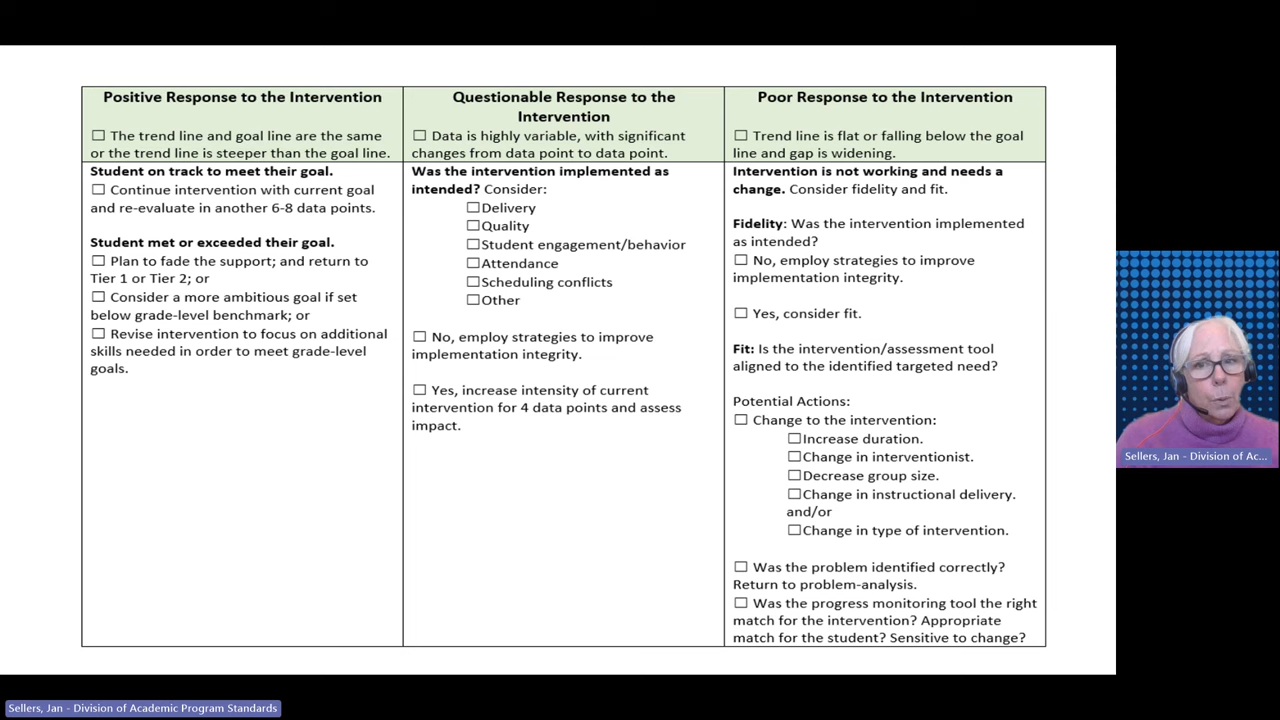 Positive Response to the Intervention
☐ The trend line and goal line are the same
or the trend line is steeper than the goal line.
Student on track to meet their goal.
☐ Continue intervention with current goal
and re-evaluate in another 6-8 data points.
Student met or exceeded their goal.
☐ Plan to fade the support; and return to
Tier 1 or Tier 2; or
☐ Consider a more ambitious goal if set
below grade-level benchmark; or
☐ Revise intervention to focus on additional
skills needed in order to meet grade-level
goals.
Questionable Response to the
Intervention
☐ Data is highly variable, with significant
changes from data point to data point.
Was the intervention implemented as
intended? Consider:
☐Delivery
☐Quality
☐Student engagement/behavior
☐Attendance
☐Scheduling conflicts
☐Other
☐ No, employ strategies to improve
implementation integrity.
☐ Yes, increase intensity of current
intervention for 4 data points and assess
impact.
Poor Response to the Intervention
☐ Trend line is flat or falling below the goal
line and gap is widening.
Intervention is not working and needs a
change. Consider fidelity and fit.
Fidelity: Was the intervention implemented
as intended?
☐ No, employ strategies to improve
implementation integrity.
☐ Yes, consider fit.
Fit: Is the intervention/assessment tool
aligned to the identified targeted need?
Potential Actions:
☐ Change to the intervention:
☐Increase duration.
☐Change in interventionist.
☐Decrease group size.
☐Change in instructional delivery.
and/or
☐Change in type of intervention.
☐ Was the problem identified correctly?
Return to problem-analysis.
☐ Was the progress monitoring tool the right
match for the intervention? Appropriate
match for the student? Sensitive to change?
Sellers, Jan - Division of Ac...
Sellers, Jan - Division of Academic Program Standards